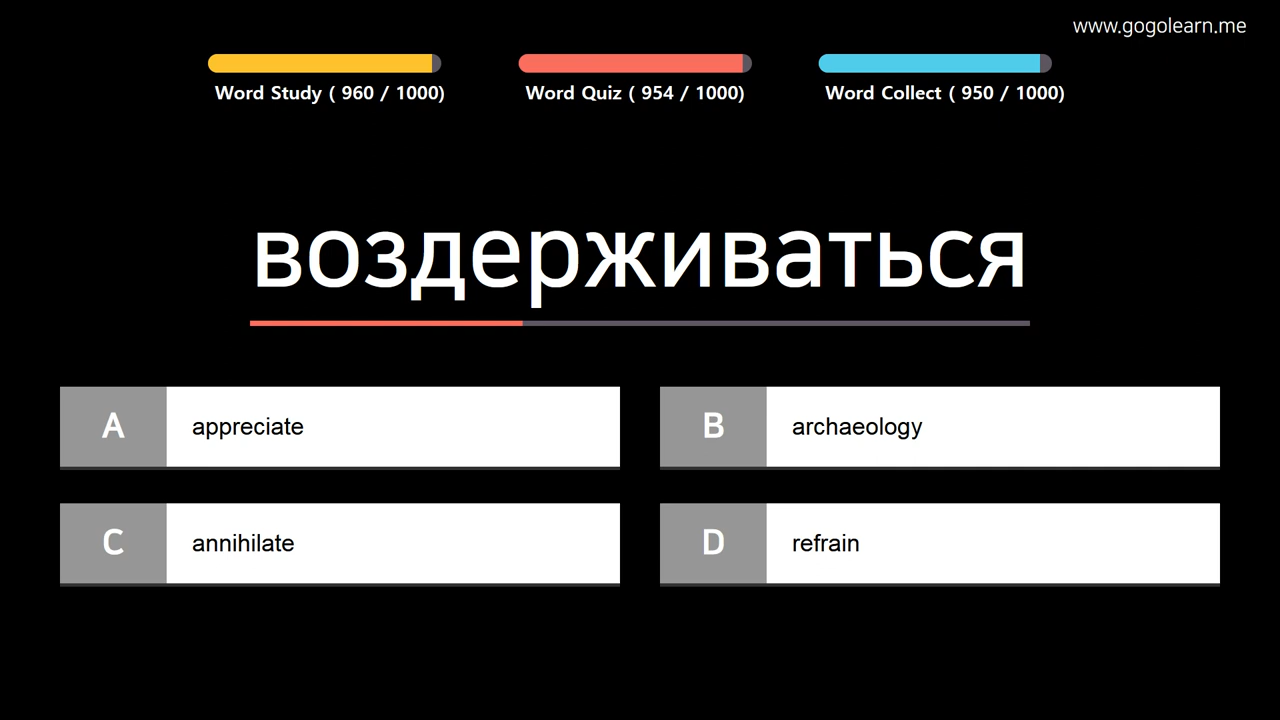 www.gogolearn.me
Word Study ( 960 / 1000)
Word Quiz ( 954 / 1000)
Word Collect ( 950 / 1000)
воздерживаться
A appreciate
B archaeology
C annihilate
D refrain